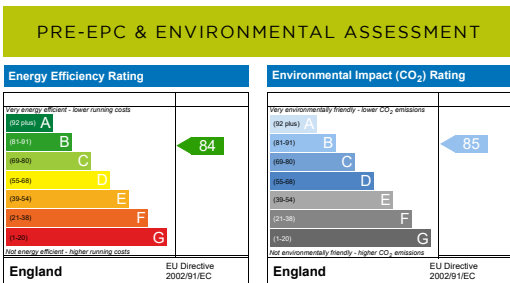 PRE-EPC & ENVIRONMENTAL ASSESSMENT
Energy Efficiency Rating
Very energy efficient - lower running costs
(92 plus) A
(81-91) B
84
(69-80) C
(55-68) D
(39-54) E
(21-38) F
(1-20) G
Not energy efficient - higher running costs
England
EU Directive
2002/91/EC
Environmental Impact (CO₂) Rating
Very environmentally friendly - lower CO₂ emissions
(92 plus) A
(81-91) B
85
(69-80) C
(55-68) D
(39-54) E
(21-38) F
(1-20) G
Not environmentally friendly - higher CO₂ emissions
England
EU Directive
2002/91/EC